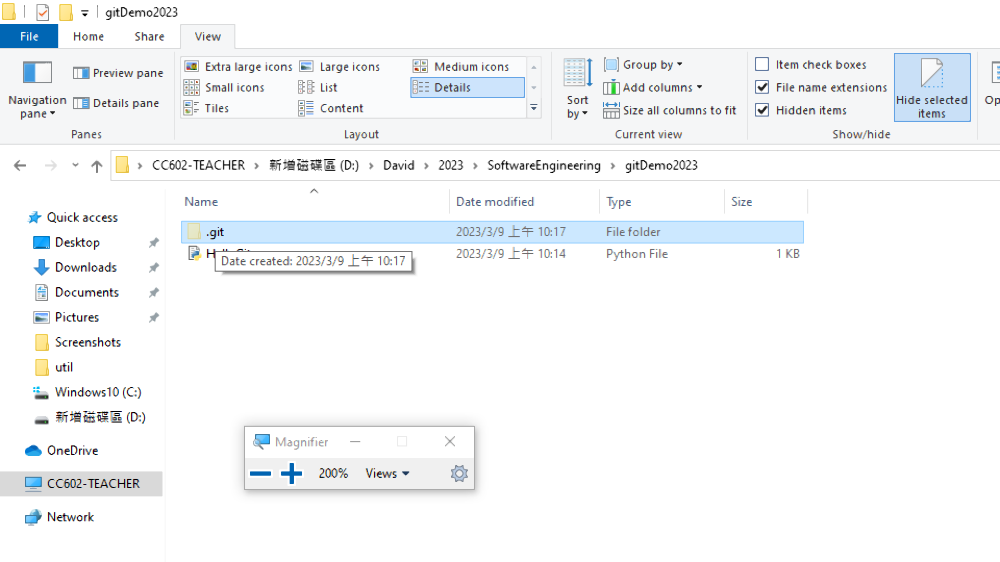 gitDemo2023
File Home Share View
Navigation pane
Preview pane
Details pane
Panes
Extra large icons Large icons Medium icons
Small icons List Details
Tiles Content
Layout
Sort by
Group by
Add columns
Size all columns to fit
Current view
Item check boxes
File name extensions
Hidden items
Hide selected items
Show/hide
CC602-TEACHER > 新增磁碟區 (D:) > David > 2023 > SoftwareEngineering > gitDemo2023
Name Date modified Type Size
.git 2023/3/9 上午 10:17 File folder
2023/3/9 上午 10:14 Python File 1 KB
Date created: 2023/3/9 上午 10:17
Quick access
Desktop
Downloads
Documents
Pictures
Screenshots
util
Windows10 (C:)
新增磁碟區 (D:)
OneDrive
CC602-TEACHER
Network
Magnifier
200% Views